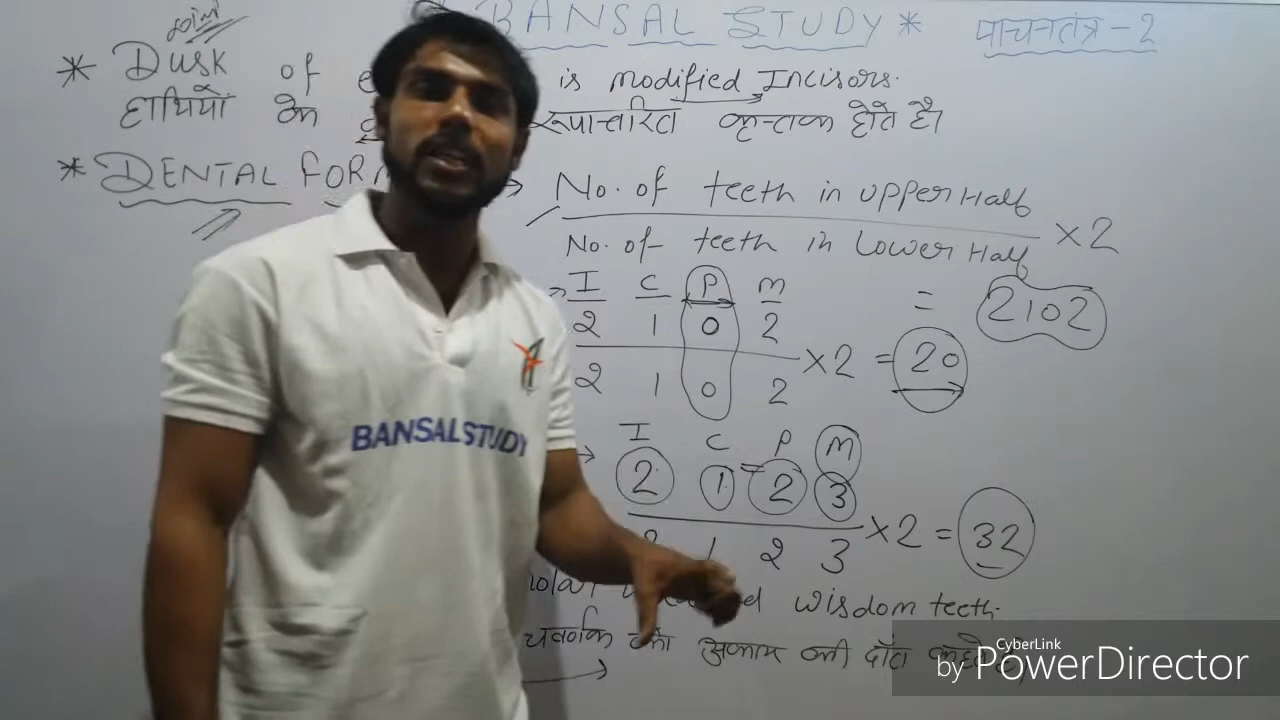 BANSAL STUDY * पाचनतंत्र - 2
* Dusk of is modified Incisors.
हाथियों के रूपान्तरित कृन्तक होते है।
* DENTAL FOR → No. of teeth in upper Half
No. of teeth in Lower Half ×2
I C P M = 2102
2 1 0 2
×2 = 20
2 1 0 2
→ I C P M
2 1 2 3
×2 = 32
1 2 3
wisdom teeth.
को
BANSALSTUDY
CyberLink
by PowerDirector